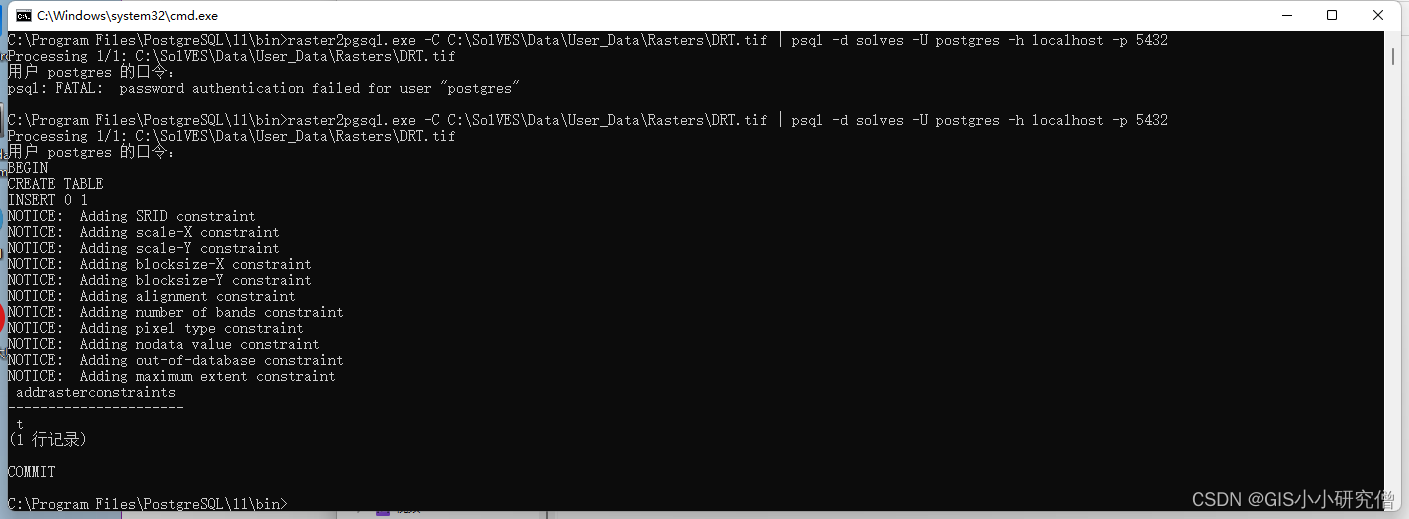 C:\Windows\system32\cmd.exe
C:\Program Files\PostgreSQL\11\bin>raster2pgsql.exe -C C:\SolVES\Data\User_Data\Rasters\DRT.tif | psql -d solves -U postgres -h localhost -p 5432
Processing 1/1: C:\SolVES\Data\User_Data\Rasters\DRT.tif
用户 postgres 的口令:
psql: FATAL:  password authentication failed for user "postgres"
C:\Program Files\PostgreSQL\11\bin>raster2pgsql.exe -C C:\SolVES\Data\User_Data\Rasters\DRT.tif | psql -d solves -U postgres -h localhost -p 5432
Processing 1/1: C:\SolVES\Data\User_Data\Rasters\DRT.tif
用户 postgres 的口令:
BEGIN
CREATE TABLE
INSERT 0 1
NOTICE:  Adding SRID constraint
NOTICE:  Adding scale-X constraint
NOTICE:  Adding scale-Y constraint
NOTICE:  Adding blocksize-X constraint
NOTICE:  Adding blocksize-Y constraint
NOTICE:  Adding alignment constraint
NOTICE:  Adding number of bands constraint
NOTICE:  Adding pixel type constraint
NOTICE:  Adding nodata value constraint
NOTICE:  Adding out-of-database constraint
NOTICE:  Adding maximum extent constraint
addrasterconstraints
----------------------
t
(1 行记录)
COMMIT
C:\Program Files\PostgreSQL\11\bin>
CSDN @GIS小小研究僧